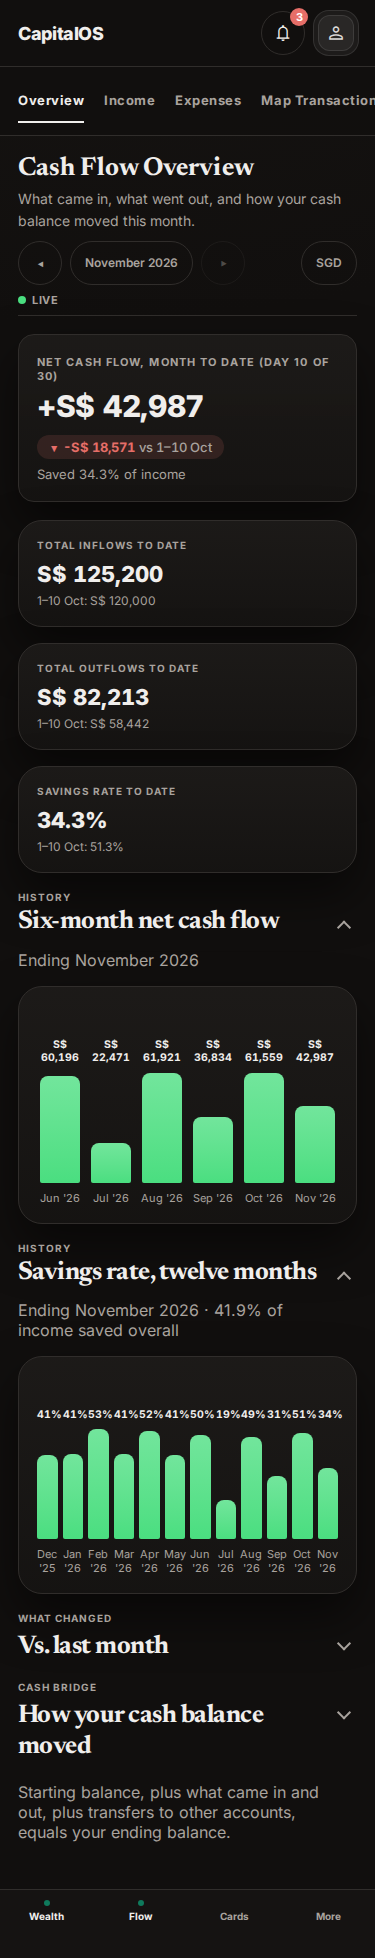 CapitalOS
3
Overview Income Expenses Map Transaction
Cash Flow Overview
What came in, what went out, and how your cash
balance moved this month.
◂ November 2026 ▸ SGD
LIVE
NET CASH FLOW, MONTH TO DATE (DAY 10 OF
30)
+S$ 42,987
▼ -S$ 18,571 vs 1–10 Oct
Saved 34.3% of income
TOTAL INFLOWS TO DATE
S$ 125,200
1–10 Oct: S$ 120,000
TOTAL OUTFLOWS TO DATE
S$ 82,213
1–10 Oct: S$ 58,442
SAVINGS RATE TO DATE
34.3%
1–10 Oct: 51.3%
HISTORY
Six-month net cash flow
Ending November 2026
S$ S$ S$ S$ S$ S$
60,196 22,471 61,921 36,834 61,559 42,987
Jun '26 Jul '26 Aug '26 Sep '26 Oct '26 Nov '26
HISTORY
Savings rate, twelve months
Ending November 2026 · 41.9% of
income saved overall
41% 41% 53% 41% 52% 41% 50% 19% 49% 31% 51% 34%
Dec Jan Feb Mar Apr May Jun Jul Aug Sep Oct Nov
'25 '26 '26 '26 '26 '26 '26 '26 '26 '26 '26 '26
WHAT CHANGED
Vs. last month
CASH BRIDGE
How your cash balance
moved
Starting balance, plus what came in and
out, plus transfers to other accounts,
equals your ending balance.
Wealth Flow Cards More